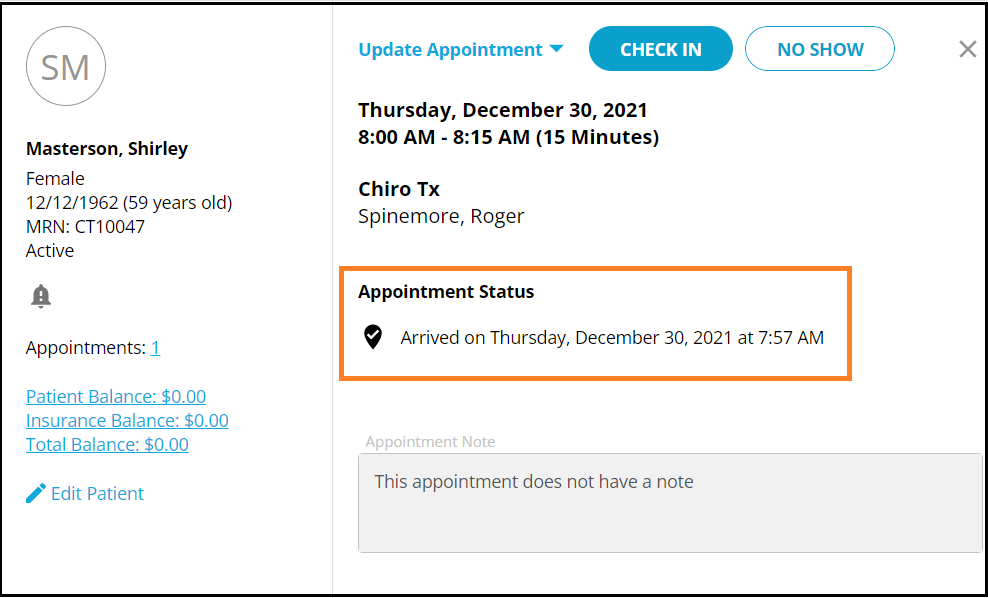 SM
Masterson, Shirley
Female
12/12/1962 (59 years old)
MRN: CT10047
Active
Appointments: 1
Patient Balance: $0.00
Insurance Balance: $0.00
Total Balance: $0.00
Edit Patient
Update Appointment
CHECK IN
NO SHOW
Thursday, December 30, 2021
8:00 AM - 8:15 AM (15 Minutes)
Chiro Tx
Spinemore, Roger
Appointment Status
Arrived on Thursday, December 30, 2021 at 7:57 AM
Appointment Note
This appointment does not have a note